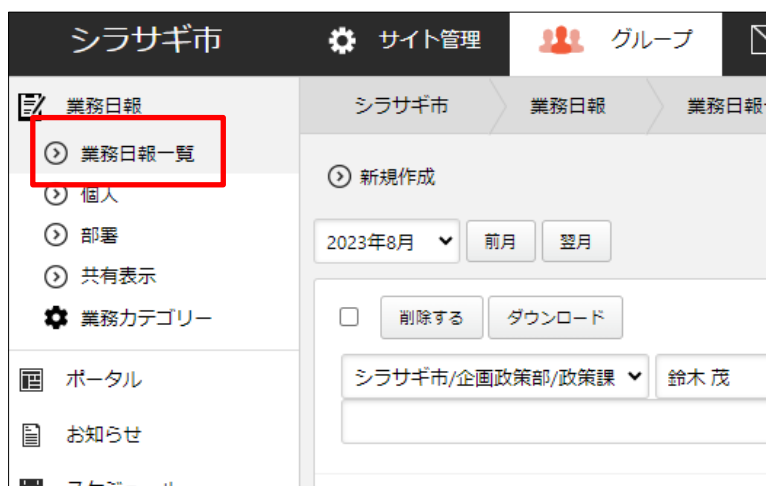 シラサギ市
サイト管理
グループ
業務日報
業務日報一覧
個人
部署
共有表示
業務カテゴリー
ポータル
お知らせ
シラサギ市
業務日報
業務日報
新規作成
2023年8月
前月
翌月
削除する
ダウンロード
シラサギ市/企画政策部/政策課
鈴木 茂